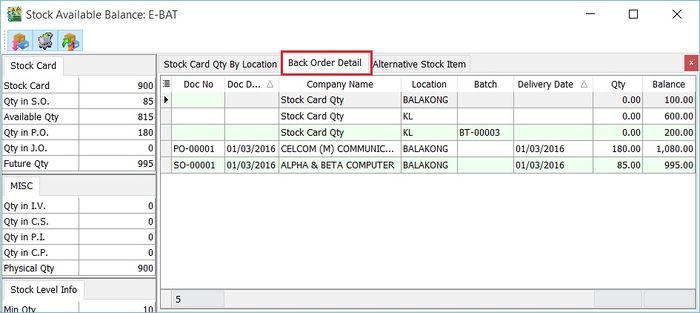 Stock Available Balance: E-BAT
Stock Card
Stock Card 900
Qty in S.O. 85
Available Qty 815
Qty in P.O. 180
Qty in J.O. 0
Future Qty 995
MISC
Qty in I.V. 0
Qty in C.S. 0
Qty in P.I. 0
Qty in C.P. 0
Physical Qty 900
Stock Level Info
Min Qty 10
Stock Card Qty By Location Back Order Detail Alternative Stock Item
Doc No Doc D... Company Name Location Batch Delivery Date Qty Balance
Stock Card Qty BALAKONG 0.00 100.00
Stock Card Qty KL 0.00 600.00
Stock Card Qty KL BT-00003 0.00 200.00
PO-00001 01/03/2016 CELCOM (M) COMMUNIC... BALAKONG 01/03/2016 180.00 1,080.00
SO-00001 01/03/2016 ALPHA & BETA COMPUTER BALAKONG 01/03/2016 85.00 995.00
5